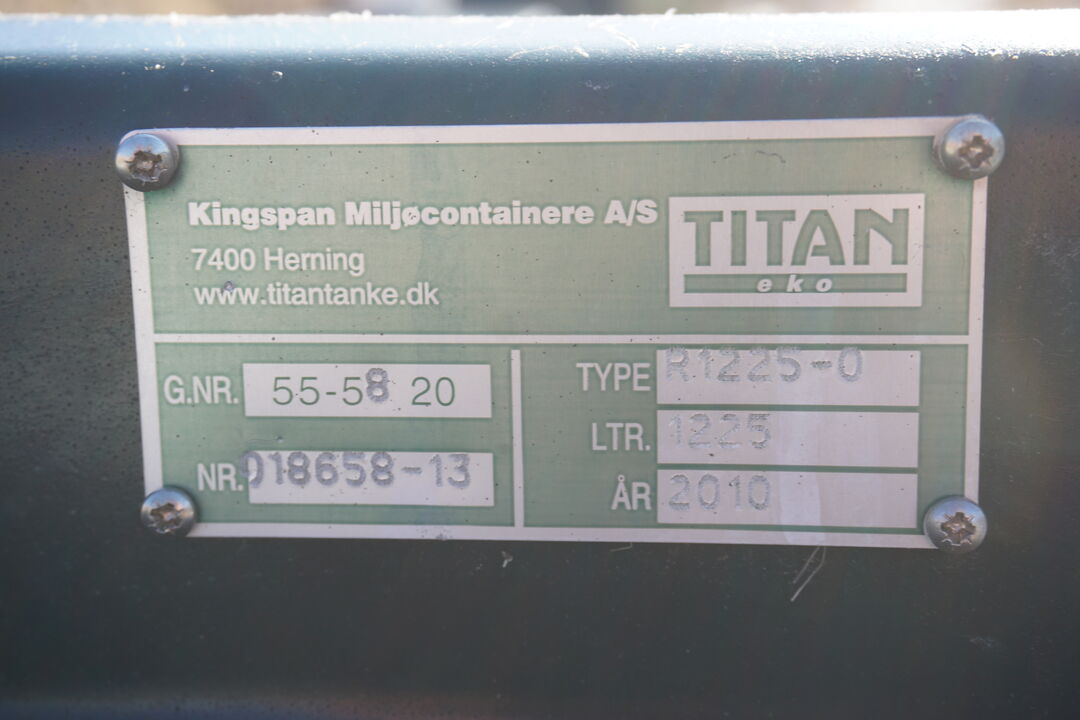 Kingspan Miljøcontainere A/S
7400 Herning
www.titantanke.dk
TITAN
eko
G.NR. 55-58 20
NR. 018658-13
TYPE R1225-0
LTR. 1225
ÅR 2010